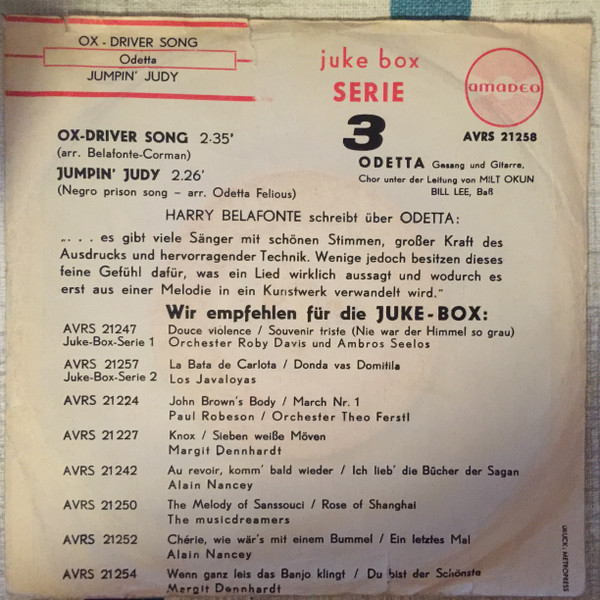 OX - DRIVER SONG
Odetta
JUMPIN' JUDY
juke box
SERIE
3
amadeo
AVRS 21258
OX-DRIVER SONG 2·35'
(arr. Belafonte-Corman)
JUMPIN' JUDY 2.26'
(Negro prison song – arr. Odetta Felious)
ODETTA Gesang und Gitarre,
Chor unter der Leitung von MILT OKUN
BILL LEE, Baß
HARRY BELAFONTE schreibt über ODETTA:
„. . . es gibt viele Sänger mit schönen Stimmen, großer Kraft des
Ausdrucks und hervorragender Technik. Wenige jedoch besitzen dieses
feine Gefühl dafür, was ein Lied wirklich aussagt und wodurch es
erst aus einer Melodie in ein Kunstwerk verwandelt wird.“
Wir empfehlen für die JUKE-BOX:
AVRS 21247 Douce violence / Souvenir triste (Nie war der Himmel so grau)
Juke-Box-Serie 1 Orchester Roby Davis und Ambros Seelos
AVRS 21257 La Bata de Carlota / Donda vas Domitila
Juke-Box-Serie 2 Los Javaloyas
AVRS 21224 John Brown's Body / March Nr. 1
Paul Robeson / Orchester Theo Ferstl
AVRS 21227 Knox / Sieben weiße Möven
Margit Dennhardt
AVRS 21242 Au revoir, komm' bald wieder / Ich lieb' die Bücher der Sagan
Alain Nancey
AVRS 21250 The Melody of Sanssouci / Rose of Shanghai
The musicdreamers
AVRS 21252 Chérie, wie wär's mit einem Bummel / Ein letztes Mal
Alain Nancey
AVRS 21254 Wenn ganz leis das Banjo klingt / Du bist der Schönste
Margit Dennhardt
DRUCK: METROPRESS